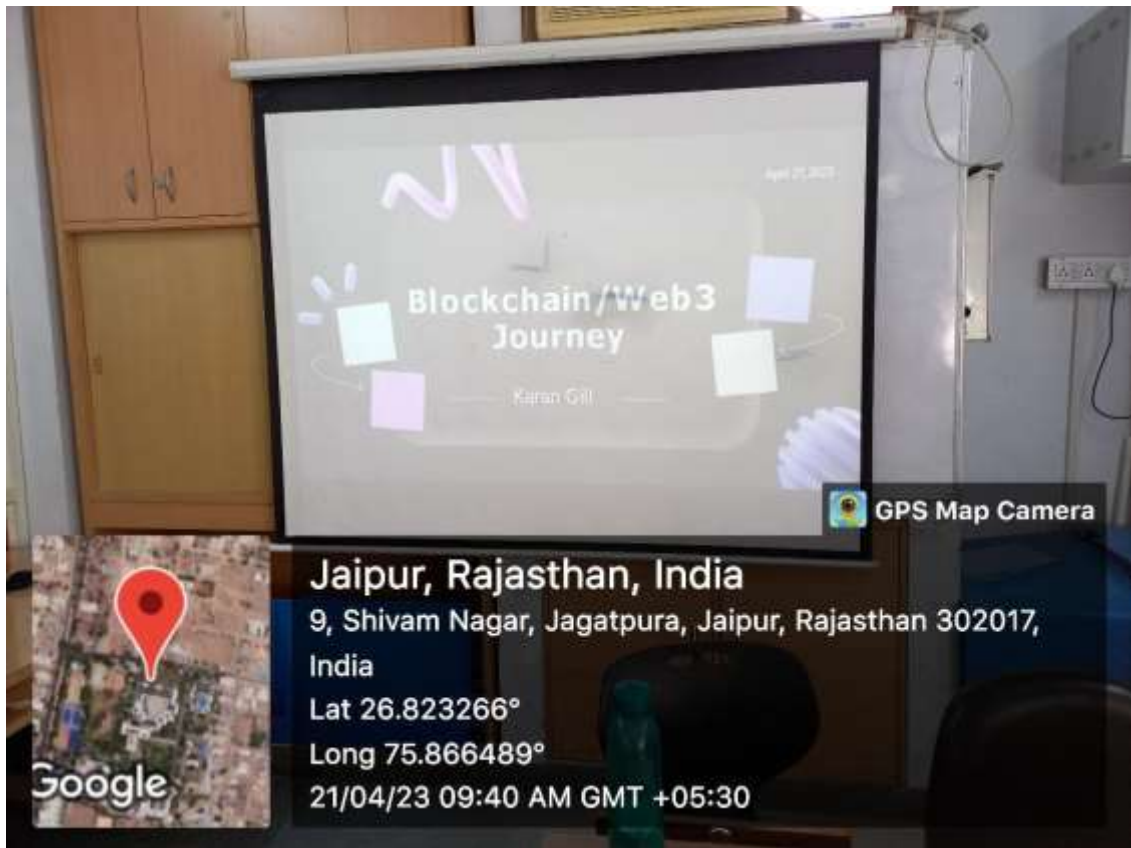 April 21, 2023
Blockchain/Web3
Journey
Karan Gill
GPS Map Camera
Jaipur, Rajasthan, India
9, Shivam Nagar, Jagatpura, Jaipur, Rajasthan 302017,
India
Lat 26.823266°
Long 75.866489°
21/04/23 09:40 AM GMT +05:30
Google